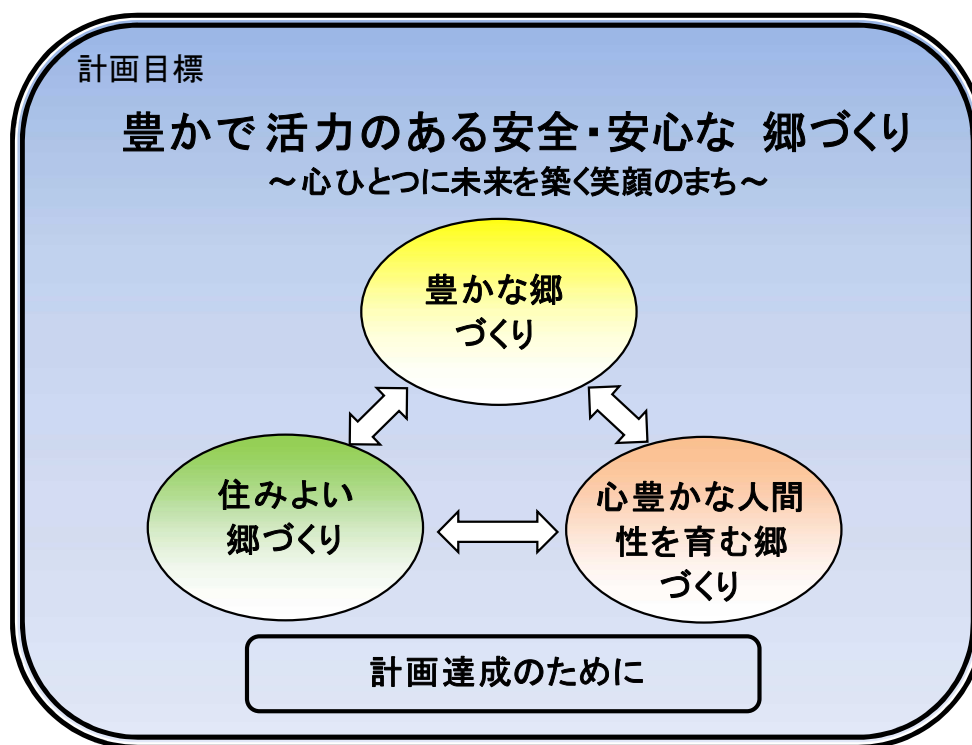 計画目標
豊かで活力のある安全・安心な 郷づくり
～心ひとつに未来を築く笑顔のまち～
豊かな郷
づくり
住みよい
郷づくり
心豊かな人間
性を育む郷
づくり
計画達成のために